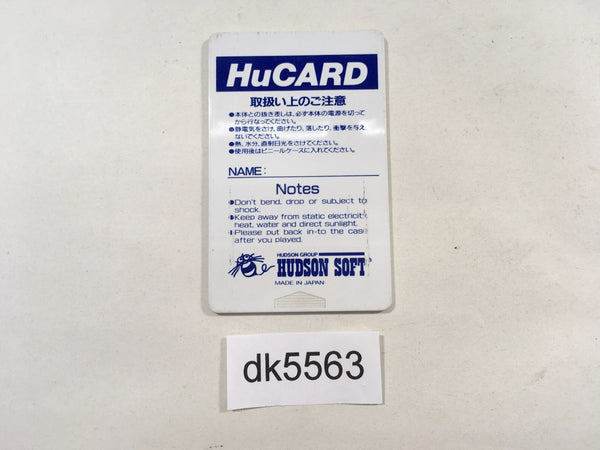 HuCARD
取扱い上のご注意
●本体との抜き差しは、必ず本体の電源を切って
から行なってください。
●静電気をさけ、曲げたり、落したり、衝撃を与え
ないでください。
●熱、水分、直射日光をさけてください。
●使用後はビニールケースに入れてください。
NAME:
Notes
●Don't bend, drop or subject to
shock.
●Keep away from static electricity
heat, water and direct sunlight.
●Please put back in-to the case
after you played.
HUDSON GROUP
HUDSON SOFT®
MADE IN JAPAN
dk5563